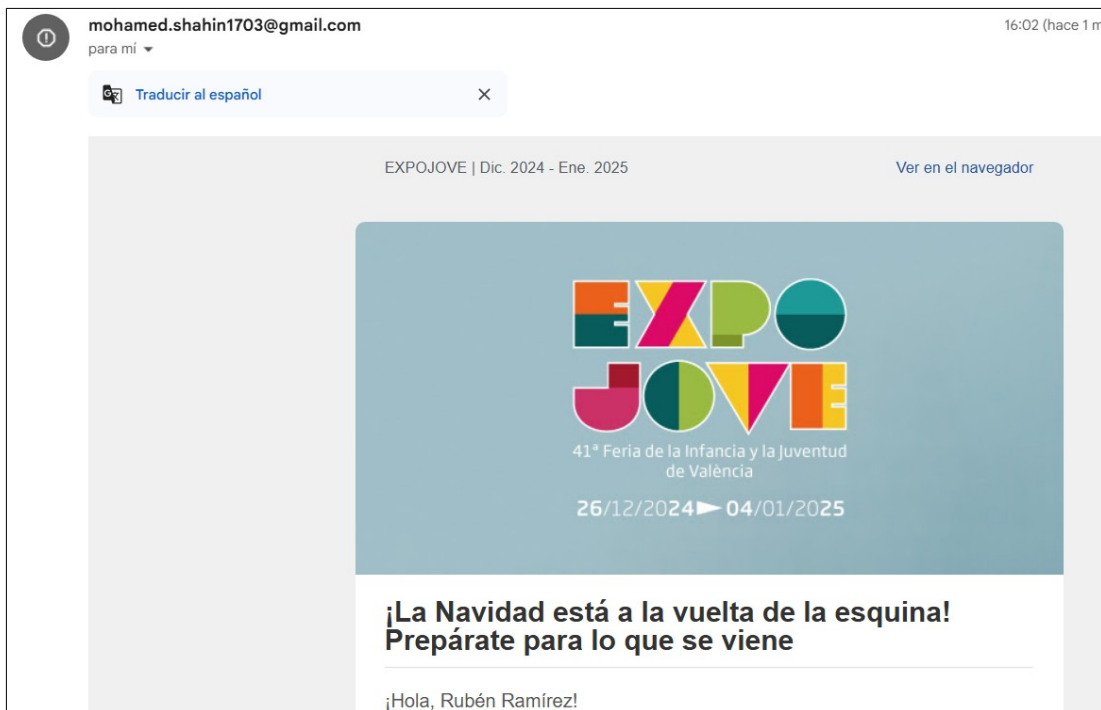 mohamed.shahin1703@gmail.com
16:02 (hace 1 m
para mí
Traducir al español
EXPOJOVE | Dic. 2024 - Ene. 2025
Ver en el navegador
EXPO
JOVE
41ª Feria de la Infancia y la Juventud
de València
26/12/2024 ► 04/01/2025
¡La Navidad está a la vuelta de la esquina!
Prepárate para lo que se viene
¡Hola, Rubén Ramírez!